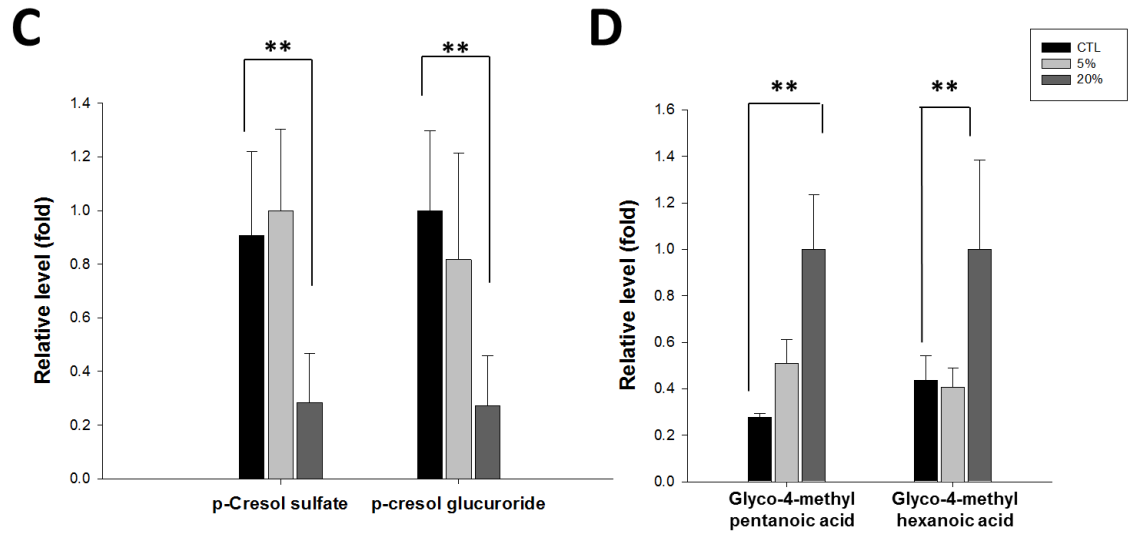 C
**
**
1.4
1.2
1.0
0.8
0.6
0.4
0.2
0.0
Relative level (fold)
p-Cresol sulfate
p-cresol glucuroride
D
CTL
5%
20%
**
**
1.6
1.4
1.2
1.0
0.8
0.6
0.4
0.2
0.0
Relative level (fold)
Glyco-4-methyl
pentanoic acid
Glyco-4-methyl
hexanoic acid